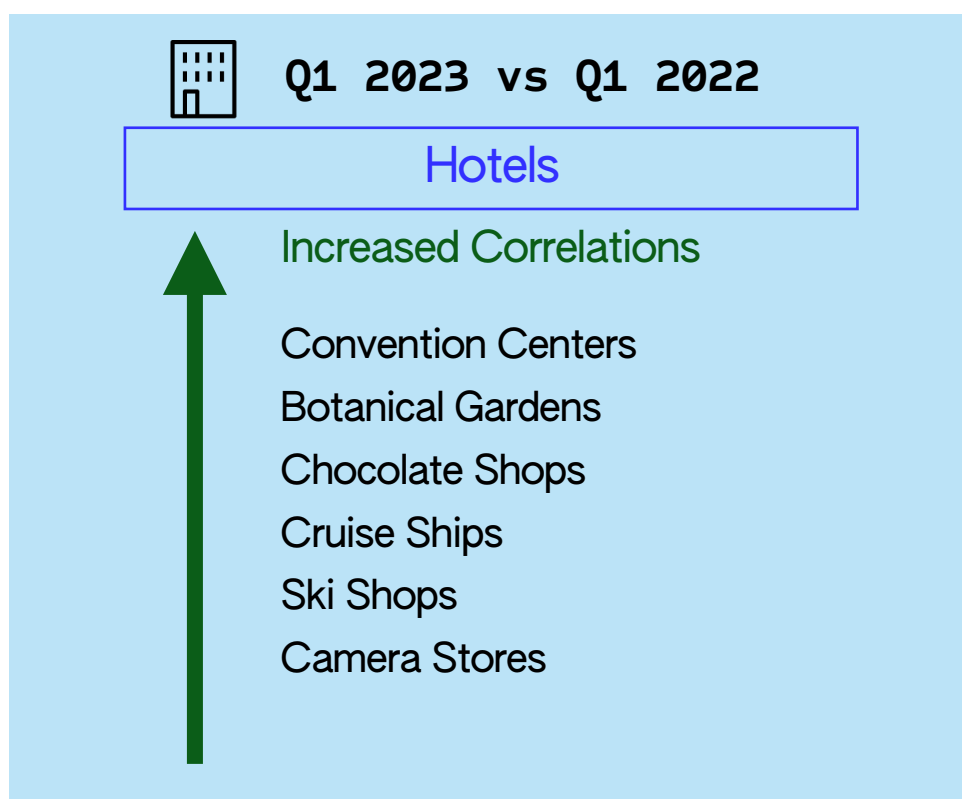 Q1 2023 vs Q1 2022
Hotels
Increased Correlations
Convention Centers
Botanical Gardens
Chocolate Shops
Cruise Ships
Ski Shops
Camera Stores